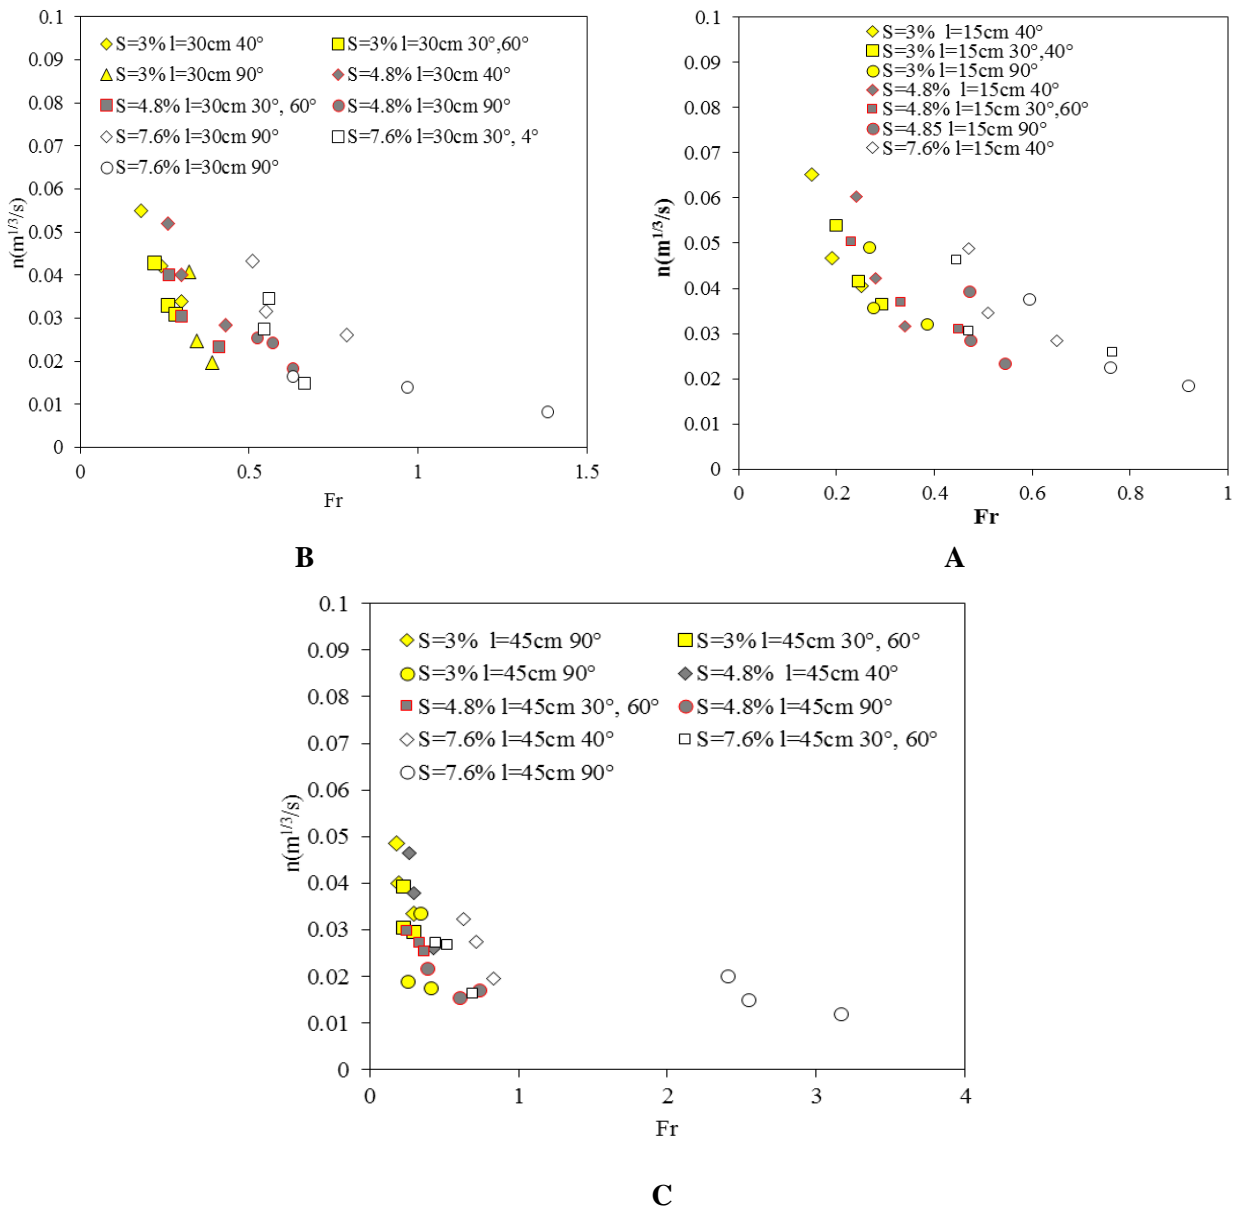 0.1
0.09
0.08
0.07
0.06
0.05
0.04
0.03
0.02
0.01
0
n(m1/3/s)
S=3% l=30cm 40°
S=3% l=30cm 30°,60°
S=3% l=30cm 90°
S=4.8% l=30cm 40°
S=4.8% l=30cm 30°, 60°
S=4.8% l=30cm 90°
S=7.6% l=30cm 90°
S=7.6% l=30cm 30°, 4°
S=7.6% l=30cm 90°
0 0.5 1 1.5
Fr
B
0.1
0.09
0.08
0.07
0.06
0.05
0.04
0.03
0.02
0.01
0
n(m1/3/s)
S=3% l=15cm 40°
S=3% l=15cm 30°,40°
S=3% l=15cm 90°
S=4.8% l=15cm 40°
S=4.8% l=15cm 30°,60°
S=4.85 l=15cm 90°
S=7.6% l=15cm 40°
0 0.2 0.4 0.6 0.8 1
Fr
A
0.1
0.09
0.08
0.07
0.06
0.05
0.04
0.03
0.02
0.01
0
n(m1/3/s)
S=3% l=45cm 90°
S=3% l=45cm 30°, 60°
S=3% l=45cm 90°
S=4.8% l=45cm 40°
S=4.8% l=45cm 30°, 60°
S=4.8% l=45cm 90°
S=7.6% l=45cm 40°
S=7.6% l=45cm 30°, 60°
S=7.6% l=45cm 90°
0 1 2 3 4
Fr
C